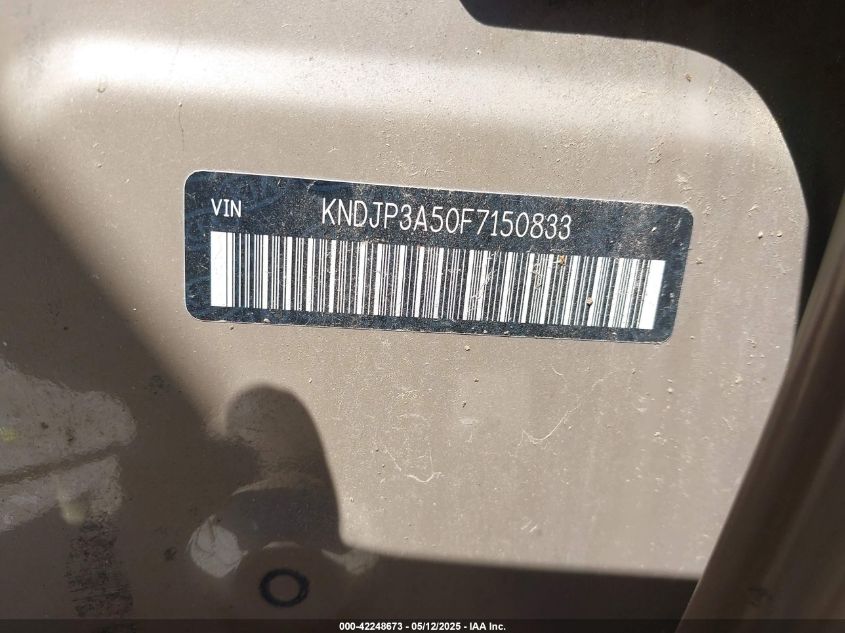 VIN KNDJP3A50F7150833
000-42248673 - 05/12/2025 - IAA Inc.